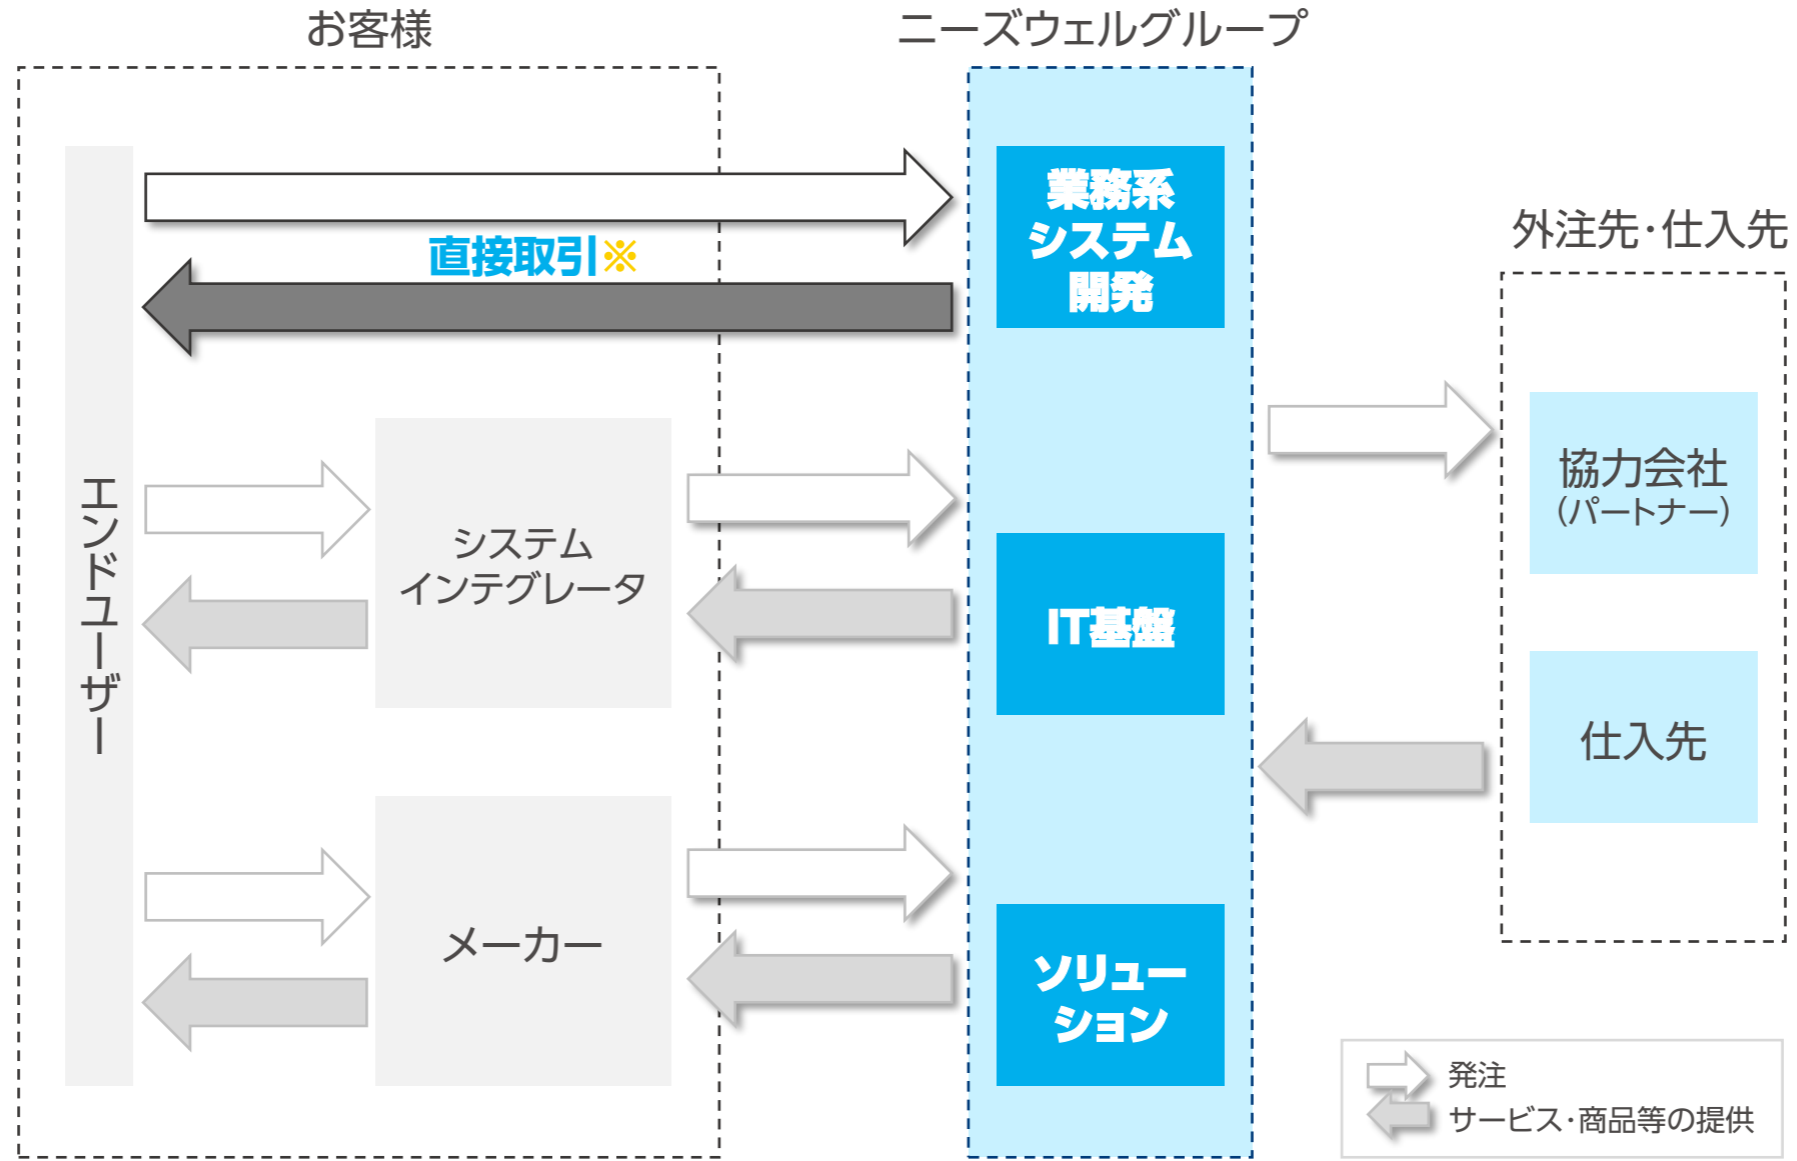 お客様
ニーズウェルグループ
直接取引※
エンドユーザー
システム
インテグレータ
メーカー
業務系
システム
開発
IT基盤
ソリュー
ション
外注先・仕入先
協力会社
（パートナー）
仕入先
発注
サービス・商品等の提供